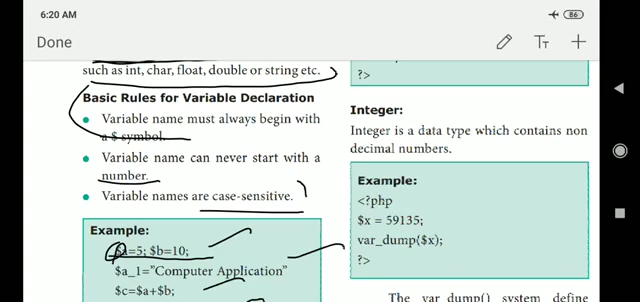 6:20 AM
86
Done
Tт
such as int, char, float, double or string etc.
Basic Rules for Variable Declaration
Variable name must always begin with
a $ symbol.
Variable name can never start with a
number.
Variable names are case-sensitive.
Example:
$a=5; $b=10;
$a_1="Computer Application"
$c=$a+$b;
?>
Integer:
Integer is a data type which contains non
decimal numbers.
Example:
<?php
$x = 59135;
var_dump($x);
?>
The var_dump() system define